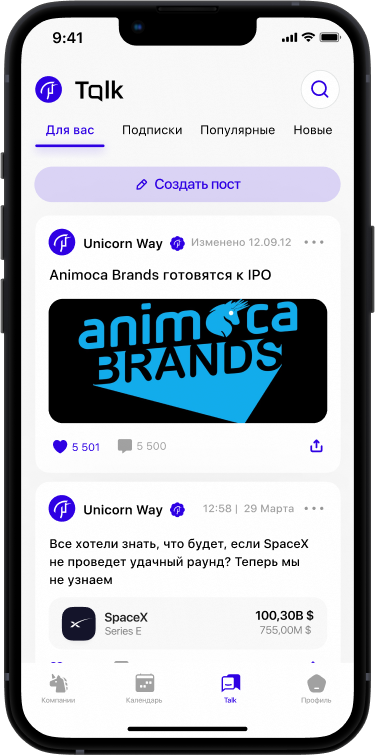 9:41
Talk
Для вас Подписки Популярные Новые
Создать пост
Unicorn Way Изменено 12.09.12
Animoca Brands готовятся к IPO
animoca
BRANDS
5 501 5 500
Unicorn Way 12:58 | 29 Марта
Все хотели знать, что будет, если SpaceX
не проведет удачный раунд? Теперь мы
не узнаем
SpaceX 100,30B $
Series E 755,00M $
Компании Календарь Talk Профиль